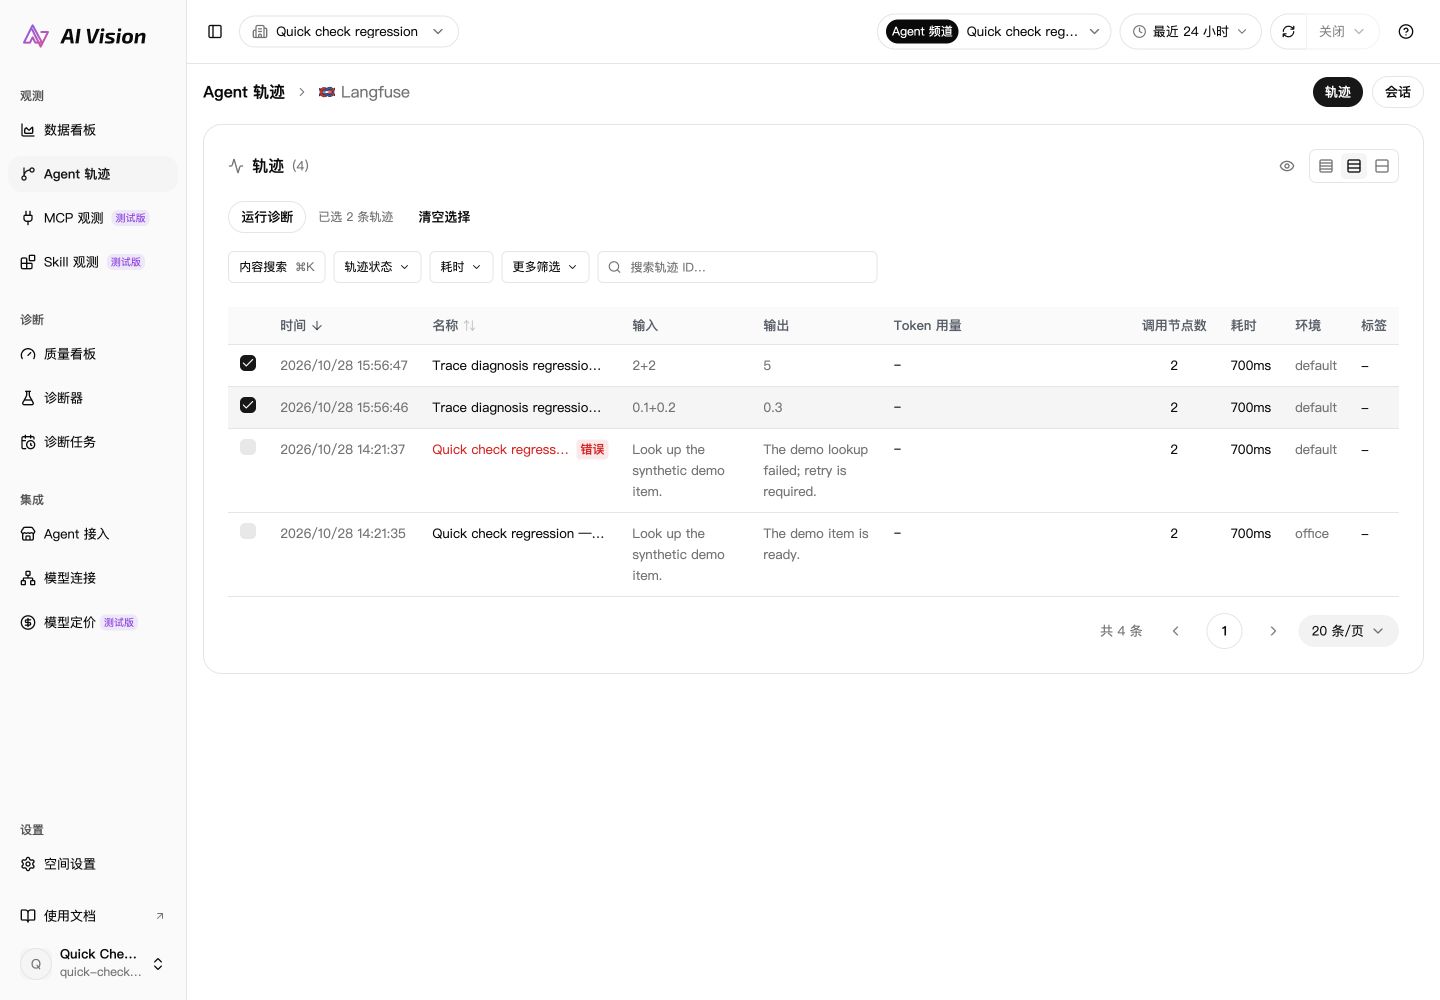 AI Vision
观测
数据看板
Agent 轨迹
MCP 观测 测试版
Skill 观测 测试版
诊断
质量看板
诊断器
诊断任务
集成
Agent 接入
模型连接
模型定价 测试版
设置
空间设置
使用文档
Q
Quick Che...
quick-check...
Quick check regression
Agent 频道 Quick check reg...
最近 24 小时
关闭
Agent 轨迹 Langfuse
轨迹 会话
轨迹 (4)
运行诊断 已选 2 条轨迹 清空选择
内容搜索 ⌘K 轨迹状态 耗时 更多筛选 搜索轨迹 ID...
时间 名称 输入 输出 Token 用量 调用节点数 耗时 环境 标签
2026/10/28 15:56:47 Trace diagnosis regressio... 2+2 5 – 2 700ms default –
2026/10/28 15:56:46 Trace diagnosis regressio... 0.1+0.2 0.3 – 2 700ms default –
2026/10/28 14:21:37 Quick check regress... 错误 Look up the The demo lookup – 2 700ms default –
synthetic demo failed; retry is
item. required.
2026/10/28 14:21:35 Quick check regression —... Look up the The demo item is – 2 700ms office –
synthetic demo ready.
item.
共 4 条 1 20 条/页